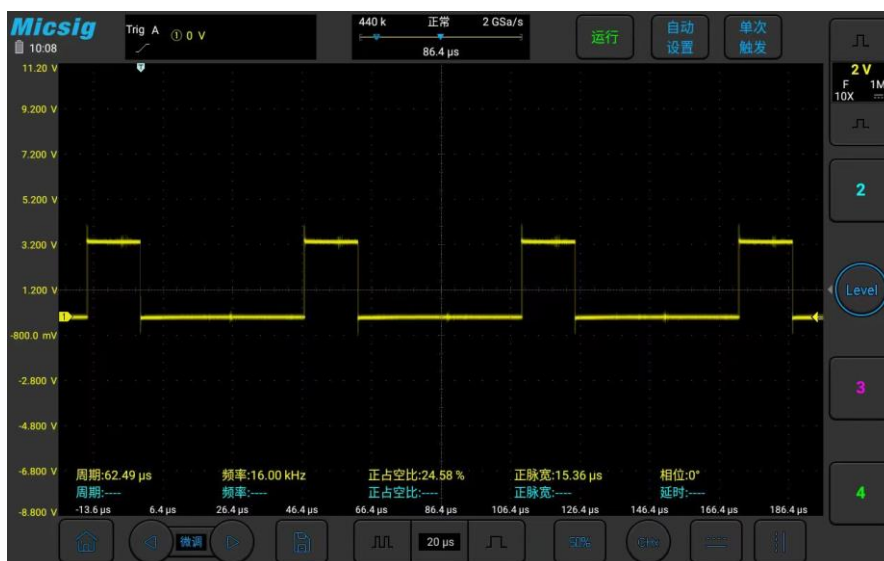 Micsig
10:08
Trig A ① 0 V
440 k 正常 2 GSa/s
86.4 μs
运行
自动设置
单次触发
2 V
F 1M
10X
T
11.20 V
9.200 V
7.200 V
5.200 V
3.200 V
1.200 V
1
-800.0 mV
-2.800 V
-4.800 V
-6.800 V
-8.800 V
2
Level
3
4
周期:62.49 μs 频率:16.00 kHz 正占空比:24.58 % 正脉宽:15.36 μs 相位:0°
周期:---- 频率:---- 正占空比:---- 正脉宽:---- 延时:----
-13.6 μs 6.4 μs 26.4 μs 46.4 μs 66.4 μs 86.4 μs 106.4 μs 126.4 μs 146.4 μs 166.4 μs 186.4 μs
微调
20 μs
50%